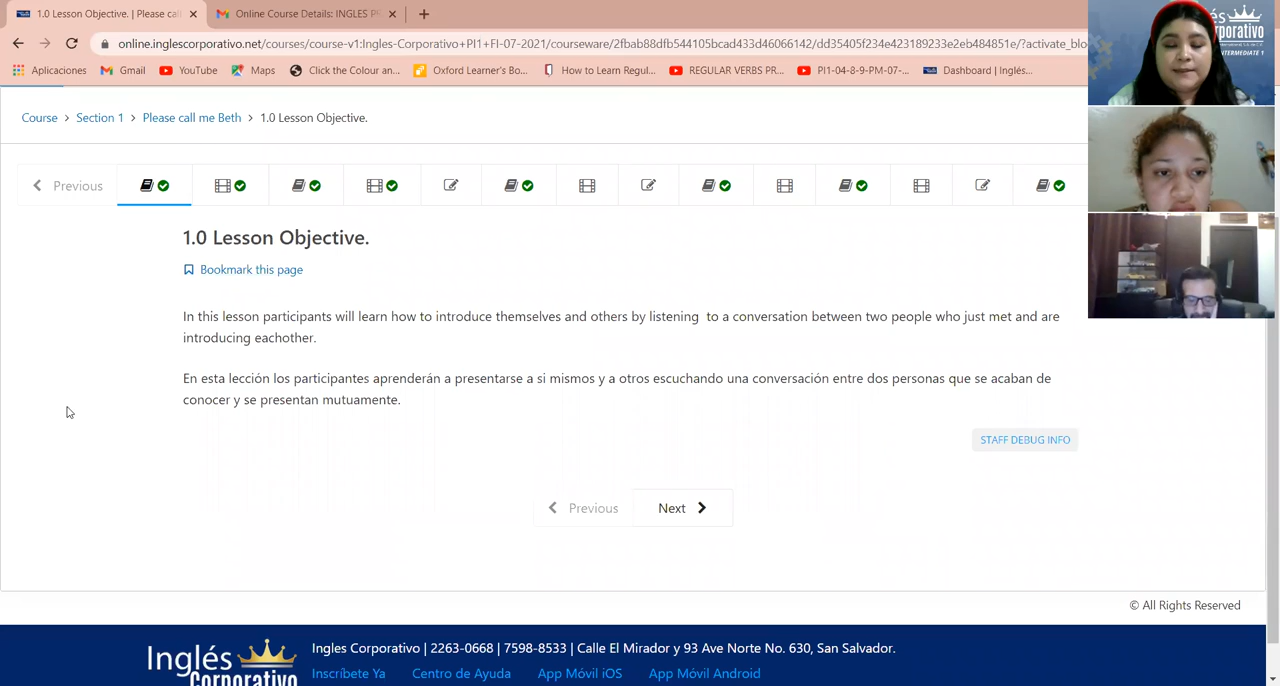 1.0 Lesson Objective. | Please cal
Online Course Details: INGLES PR
online.inglescorporativo.net/courses/course-v1:Ingles-Corporativo+PI1+FI-07-2021/courseware/2fbab88dfb544105bcad433d46066142/dd35405f234e423189233e2eb484851e/?activate_blo
Aplicaciones
Gmail
YouTube
Maps
Click the Colour an...
Oxford Learner's Bo...
How to Learn Regul...
REGULAR VERBS PR...
PI1-04-8-9-PM-07-...
Dashboard | Inglés...
INTERMEDIATE 1
Course > Section 1 > Please call me Beth > 1.0 Lesson Objective.
Previous
1.0 Lesson Objective.
Bookmark this page
In this lesson participants will learn how to introduce themselves and others by listening to a conversation between two people who just met and are
introducing eachother.
En esta lección los participantes aprenderán a presentarse a si mismos y a otros escuchando una conversación entre dos personas que se acaban de
conocer y se presentan mutuamente.
STAFF DEBUG INFO
Previous
Next
© All Rights Reserved
Inglés
Corporativo
Ingles Corporativo | 2263-0668 | 7598-8533 | Calle El Mirador y 93 Ave Norte No. 630, San Salvador.
Inscríbete Ya
Centro de Ayuda
App Móvil iOS
App Móvil Android